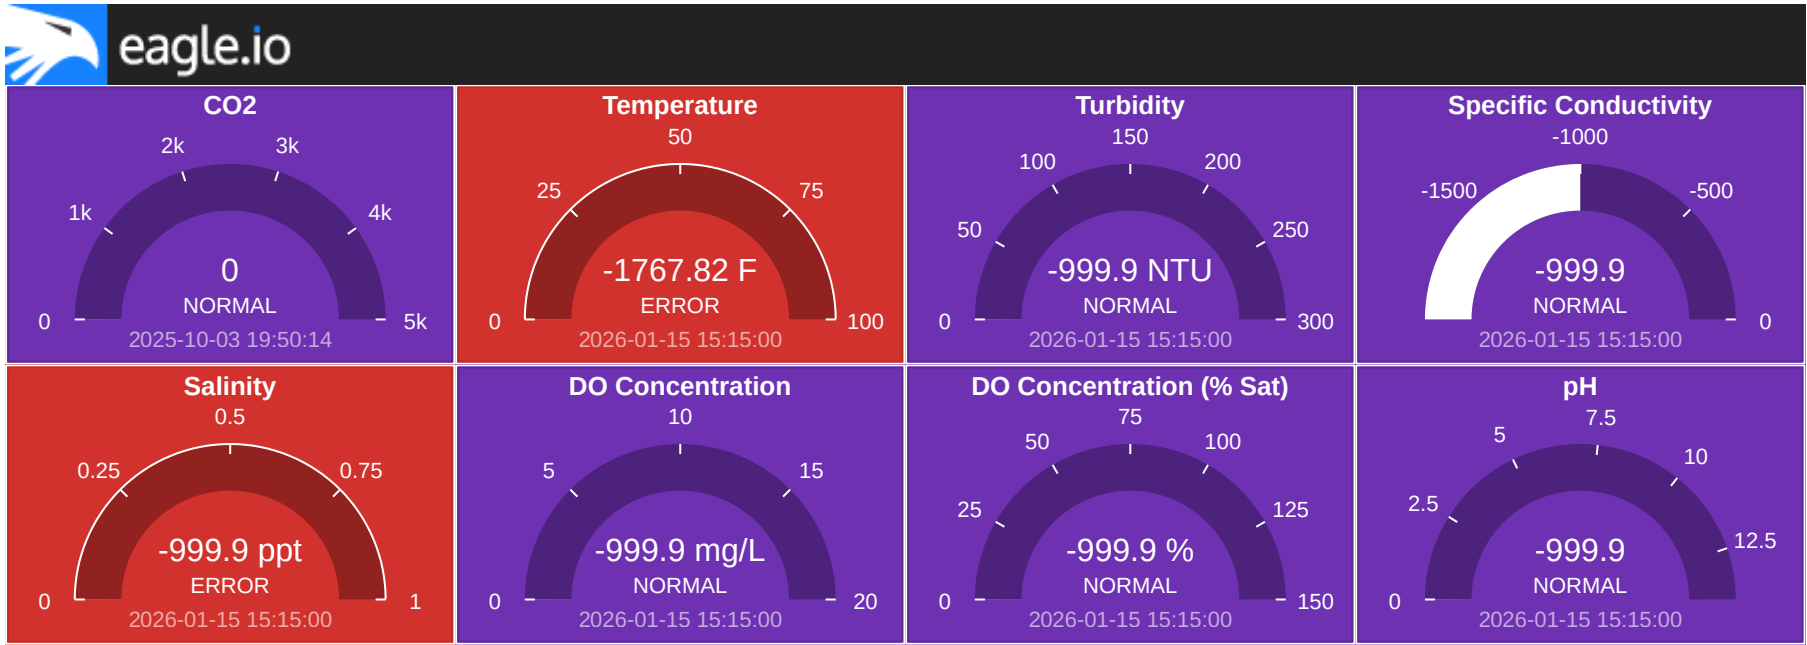 eagle.io
CO2
2k 3k
1k 4k
0
NORMAL
0 5k
2025-10-03 19:50:14
Temperature
50
25 75
-1767.82 F
ERROR
0 100
2026-01-15 15:15:00
Turbidity
150
100 200
50 250
-999.9 NTU
NORMAL
0 300
2026-01-15 15:15:00
Specific Conductivity
-1000
-1500 -500
-999.9
NORMAL
0
2026-01-15 15:15:00
Salinity
0.5
0.25 0.75
-999.9 ppt
ERROR
0 1
2026-01-15 15:15:00
DO Concentration
10
5 15
-999.9 mg/L
NORMAL
0 20
2026-01-15 15:15:00
DO Concentration (% Sat)
75
50 100
25 125
-999.9 %
NORMAL
0 150
2026-01-15 15:15:00
pH
7.5
5 10
2.5 12.5
-999.9
NORMAL
0
2026-01-15 15:15:00